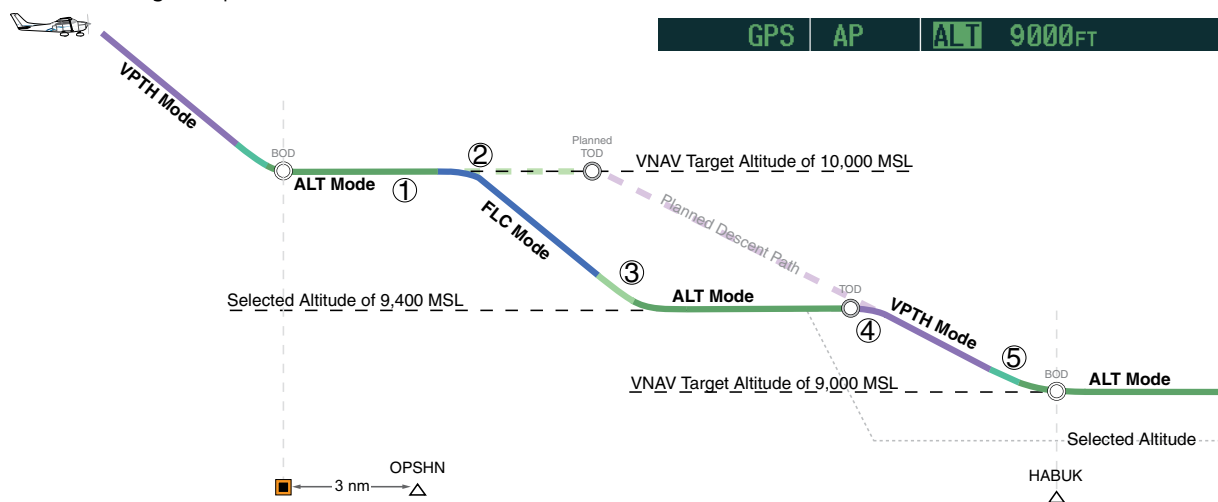 GPS AP ALT 9000FT
VPTH Mode
BOD
ALT Mode
①
②
Planned
TOD
VNAV Target Altitude of 10,000 MSL
FLC Mode
Planned Descent Path
③
Selected Altitude of 9,400 MSL
ALT Mode
TOD
④
VPTH Mode
⑤
VNAV Target Altitude of 9,000 MSL
BOD
ALT Mode
Selected Altitude
3 nm
OPSHN
HABUK